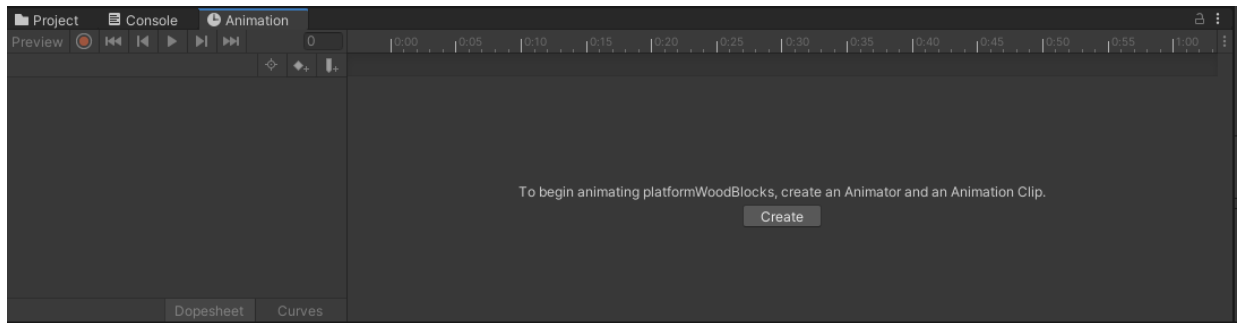 Project Console Animation
Preview 0 0:00 0:05 0:10 0:15 0:20 0:25 0:30 0:35 0:40 0:45 0:50 0:55 1:00
To begin animating platformWoodBlocks, create an Animator and an Animation Clip.
Create
Dopesheet Curves